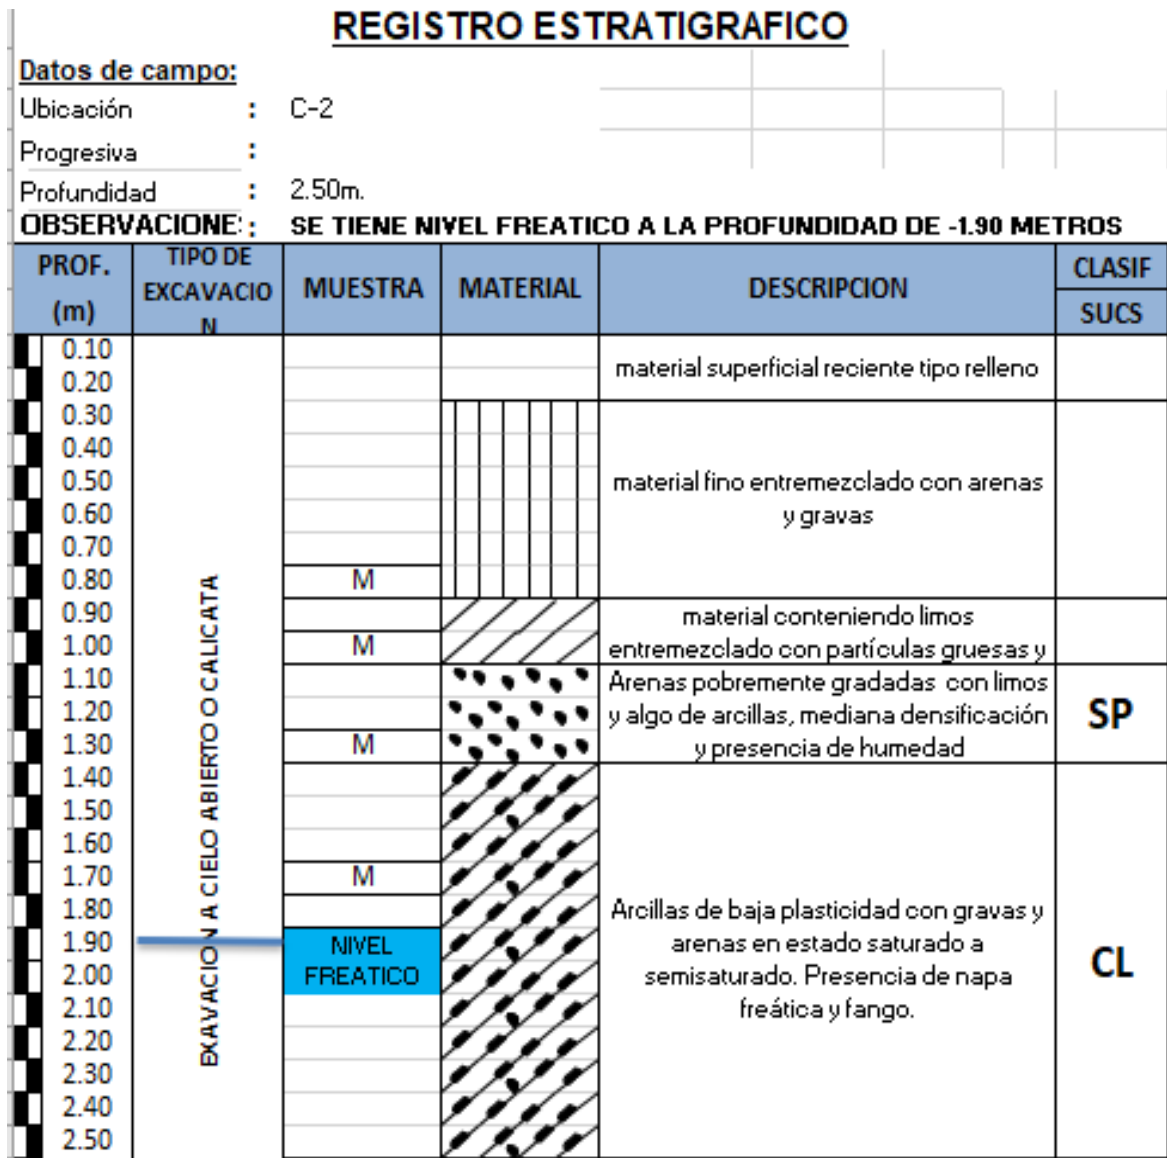 REGISTRO ESTRATIGRAFICO
Datos de campo:
Ubicación : C-2
Progresiva :
Profundidad : 2.50m.
OBSERVACIONE: : SE TIENE NIVEL FREATICO A LA PROFUNDIDAD DE -1.90 METROS
PROF. (m)
TIPO DE EXCAVACIO N
MUESTRA
MATERIAL
DESCRIPCION
CLASIF
SUCS
0.10
0.20
0.30
0.40
0.50
0.60
0.70
0.80
0.90
1.00
1.10
1.20
1.30
1.40
1.50
1.60
1.70
1.80
1.90
2.00
2.10
2.20
2.30
2.40
2.50
EXAVACION A CIELO ABIERTO O CALICATA
M
M
M
M
NIVEL
FREATICO
material superficial reciente tipo relleno
material fino entremezclado con arenas
y gravas
material conteniendo limos
entremezclado con partículas gruesas y
Arenas pobremente gradadas con limos
y algo de arcillas, mediana densificación
y presencia de humedad
Arcillas de baja plasticidad con gravas y
arenas en estado saturado a
semisaturado. Presencia de napa
freática y fango.
SP
CL